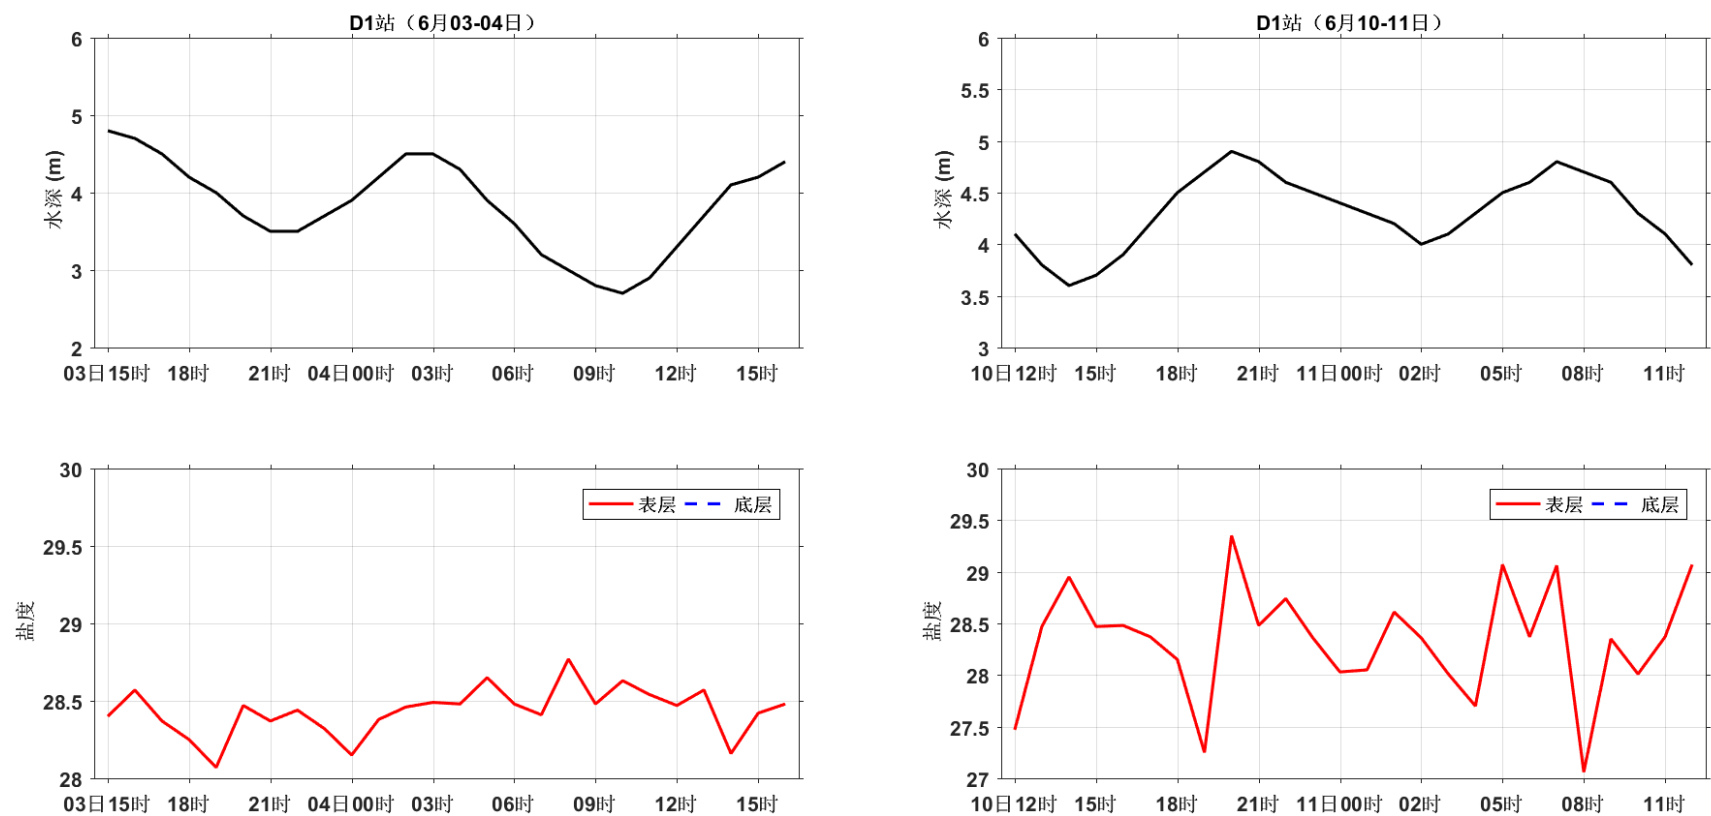 D1站（6月03-04日）
6
5
4
3
2
水深 (m)
03日15时 18时 21时 04日00时 03时 06时 09时 12时 15时
D1站（6月10-11日）
6
5.5
5
4.5
4
3.5
3
水深 (m)
10日12时 15时 18时 21时 11日00时 02时 05时 08时 11时
30
29.5
29
28.5
28
盐度
表层 底层
03日15时 18时 21时 04日00时 03时 06时 09时 12时 15时
30
29.5
29
28.5
28
27.5
27
盐度
表层 底层
10日12时 15时 18时 21时 11日00时 02时 05时 08时 11时